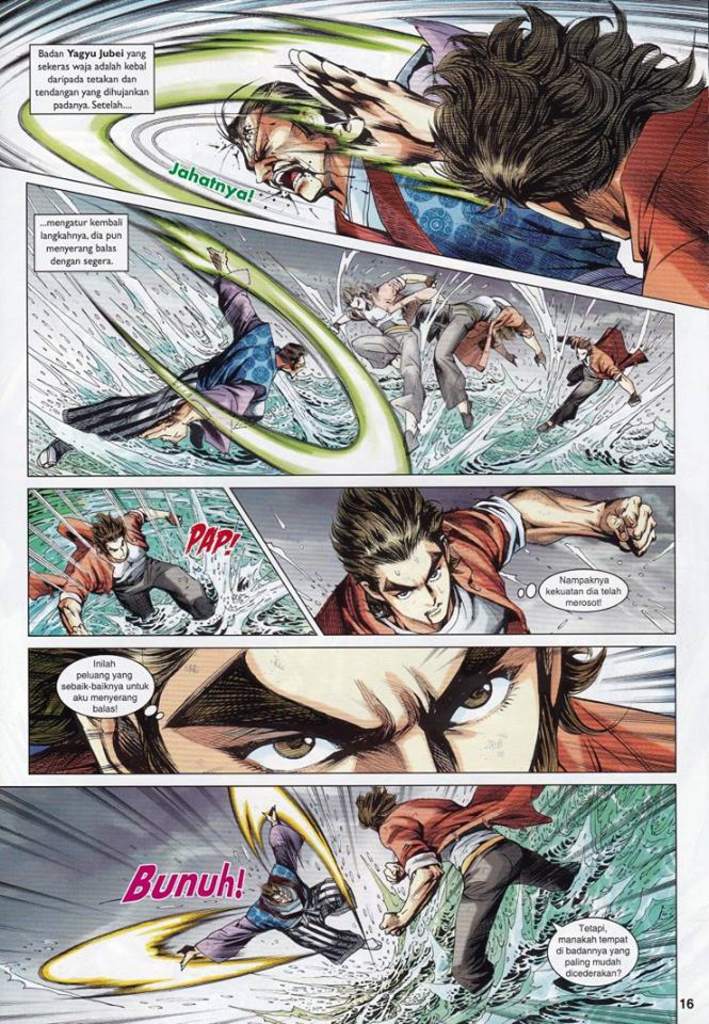 Badan Yagyu Jubei yang
sekeras waja adalah kebal
daripada tetakan dan
tendangan yang dihujankan
padanya. Setelah....
Jahatnya!
...mengatur kembali
langkahnya, dia pun
menyerang balas
dengan segera.
PAP!
Nampaknya
kekuatan dia telah
merosot!
Inilah
peluang yang
sebaik-baiknya untuk
aku menyerang
balas!
Bunuh!
Tetapi,
manakah tempat
di badannya yang
paling mudah
dicederakan?
16